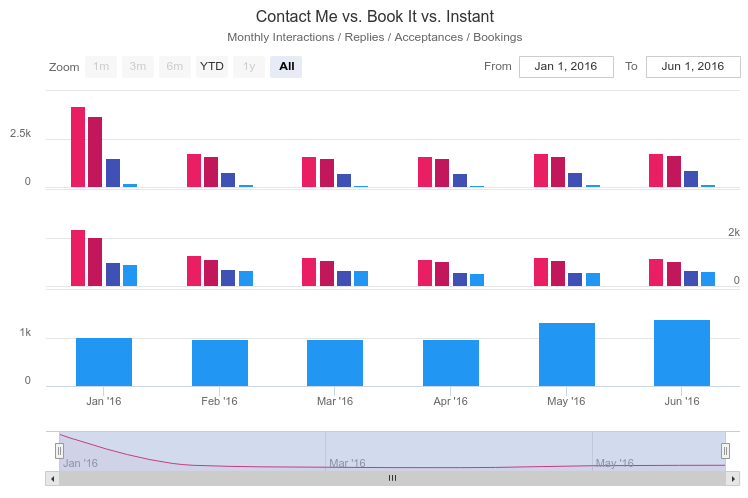 Contact Me vs. Book It vs. Instant
Monthly Interactions / Replies / Acceptances / Bookings
Zoom 1m 3m 6m YTD 1y All From Jan 1, 2016 To Jun 1, 2016
2.5k
0
2k
0
1k
0
Jan '16 Feb '16 Mar '16 Apr '16 May '16 Jun '16
Jan '16 Mar '16 May '16